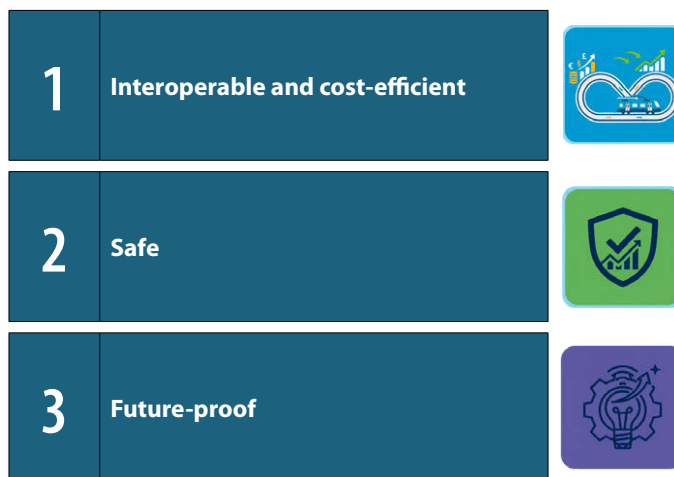 1
Interoperable and cost-efficient
€ $ £
2
Safe
3
Future-proof